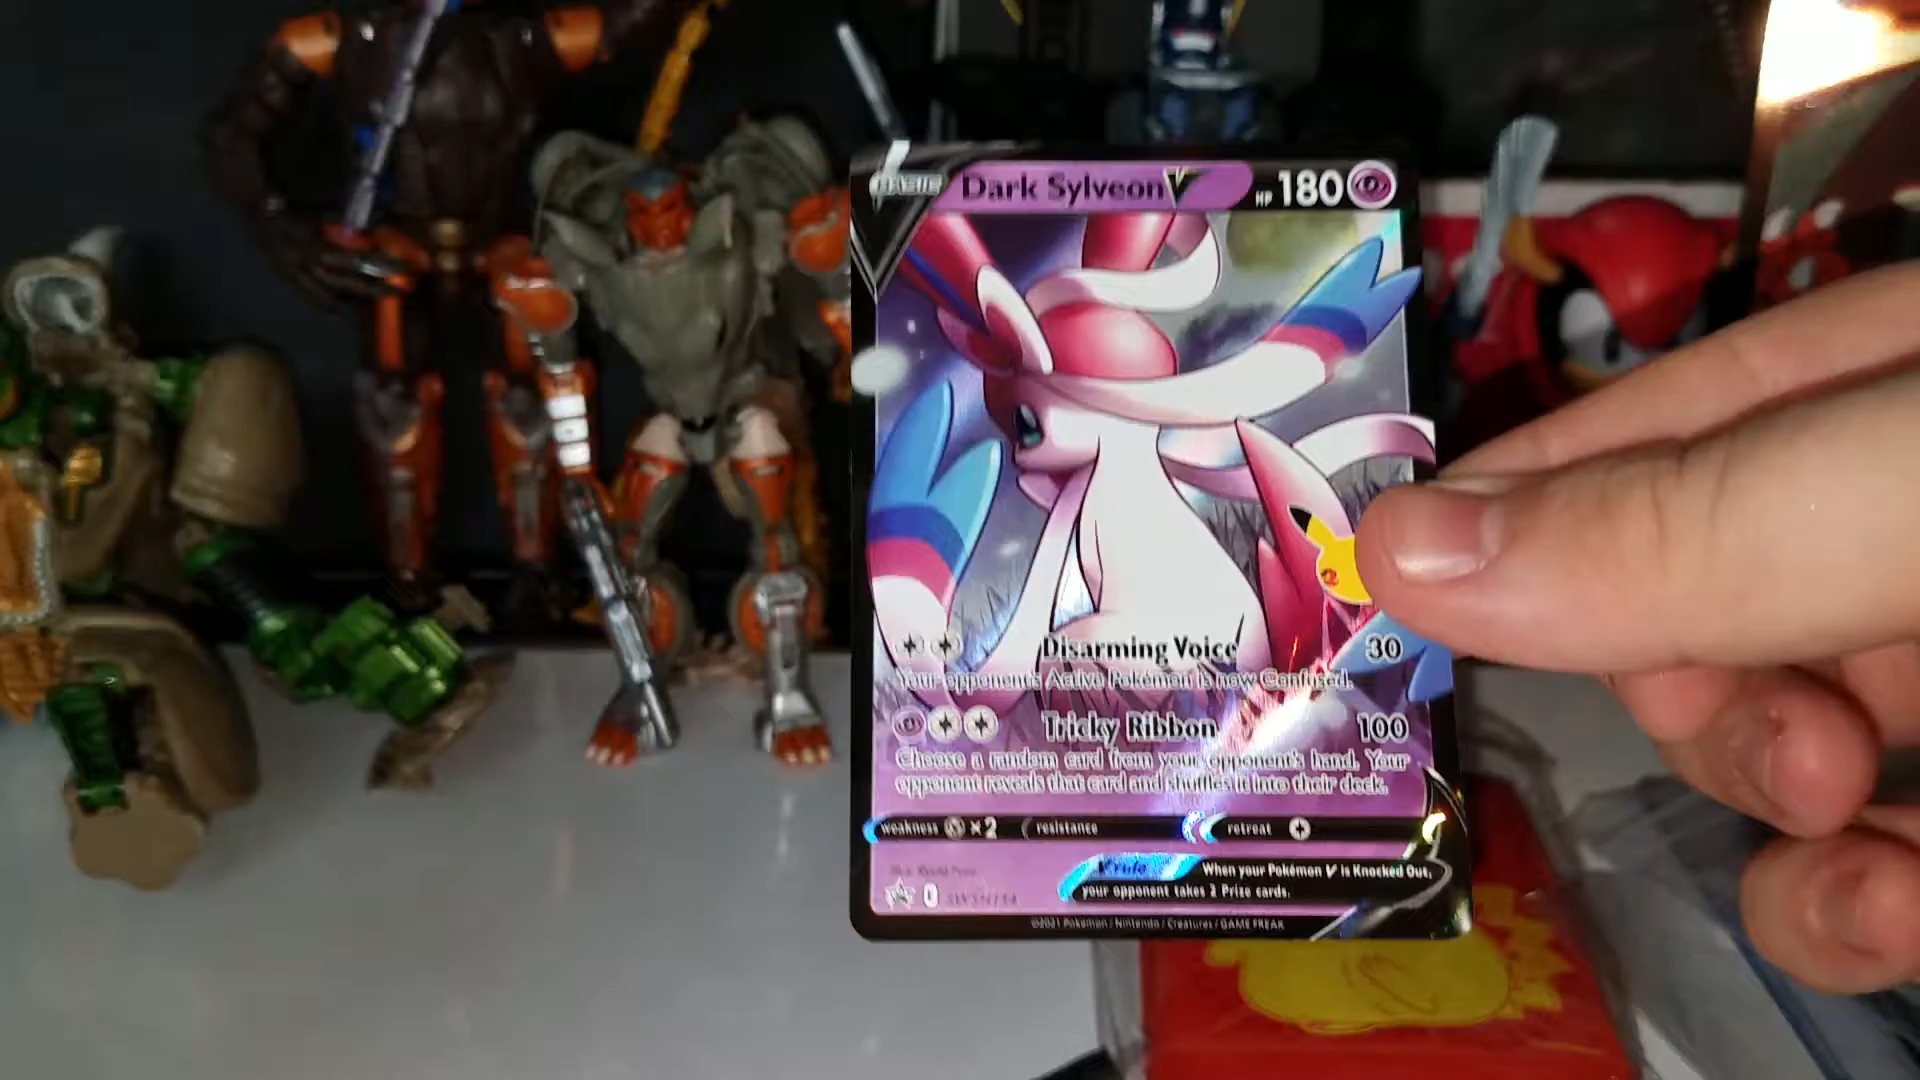 BASIC Dark Sylveon V HP 180
Disarming Voice 30
Your opponent's Active Pokémon is now Confused.
Tricky Ribbon 100
Choose a random card from your opponent's hand. Your
opponent reveals that card and shuffles it into their deck.
weakness ×2 resistance retreat
V rule When your Pokémon V is Knocked Out,
your opponent takes 2 Prize cards.
©2021 Pokémon / Nintendo / Creatures / GAME FREAK